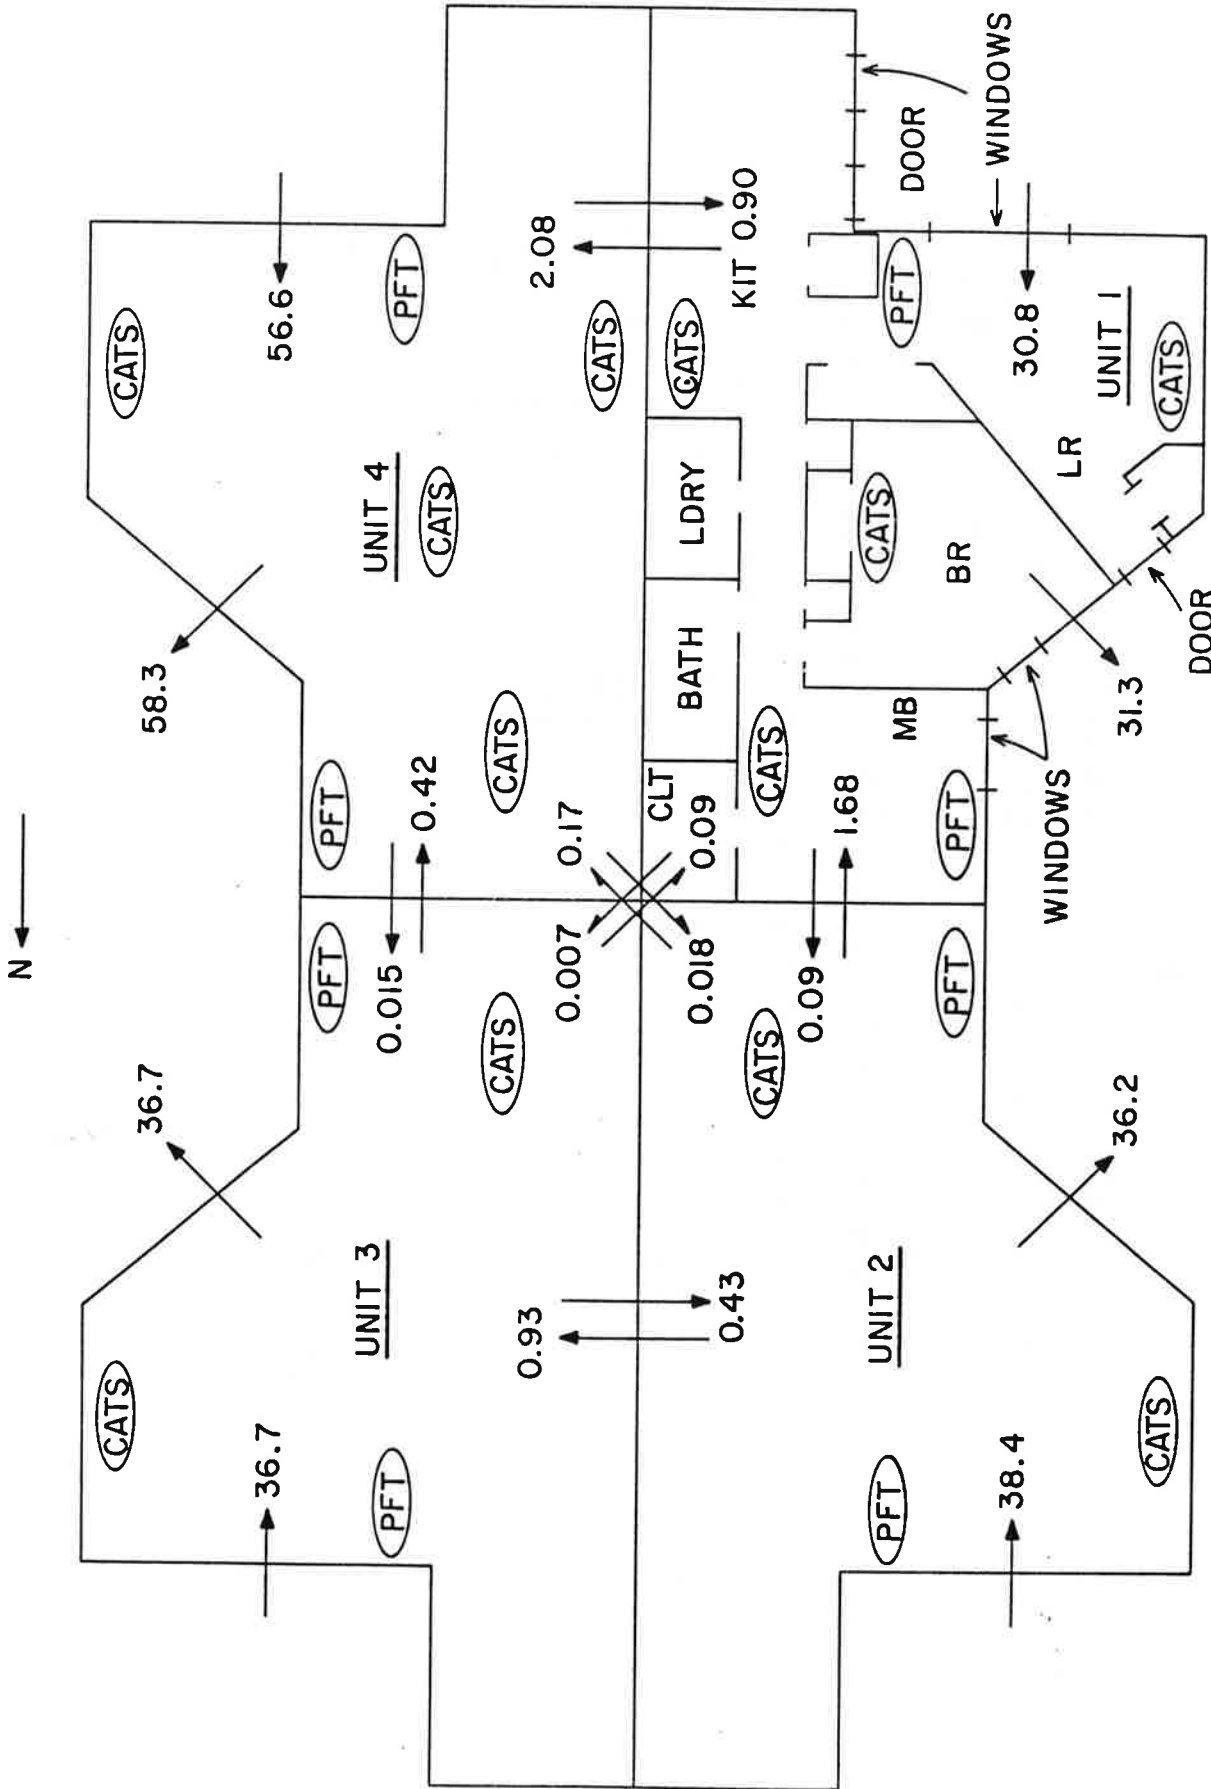 N
CATS
CATS
36.7
58.3
36.7
56.6
PFT
PFT
UNIT 3
UNIT 4
PFT
0.015
0.42
PFT
CATS
CATS
CATS
0.93
2.08
0.007
0.17
CATS
CLT
BATH
LDRY
CATS
0.018
0.09
0.43
KIT
0.90
CATS
CATS
0.09
1.68
PFT
UNIT 2
MB
CATS
PFT
DOOR
PFT
PFT
BR
WINDOWS
38.4
30.8
WINDOWS
LR
UNIT 1
36.2
31.3
CATS
CATS
DOOR